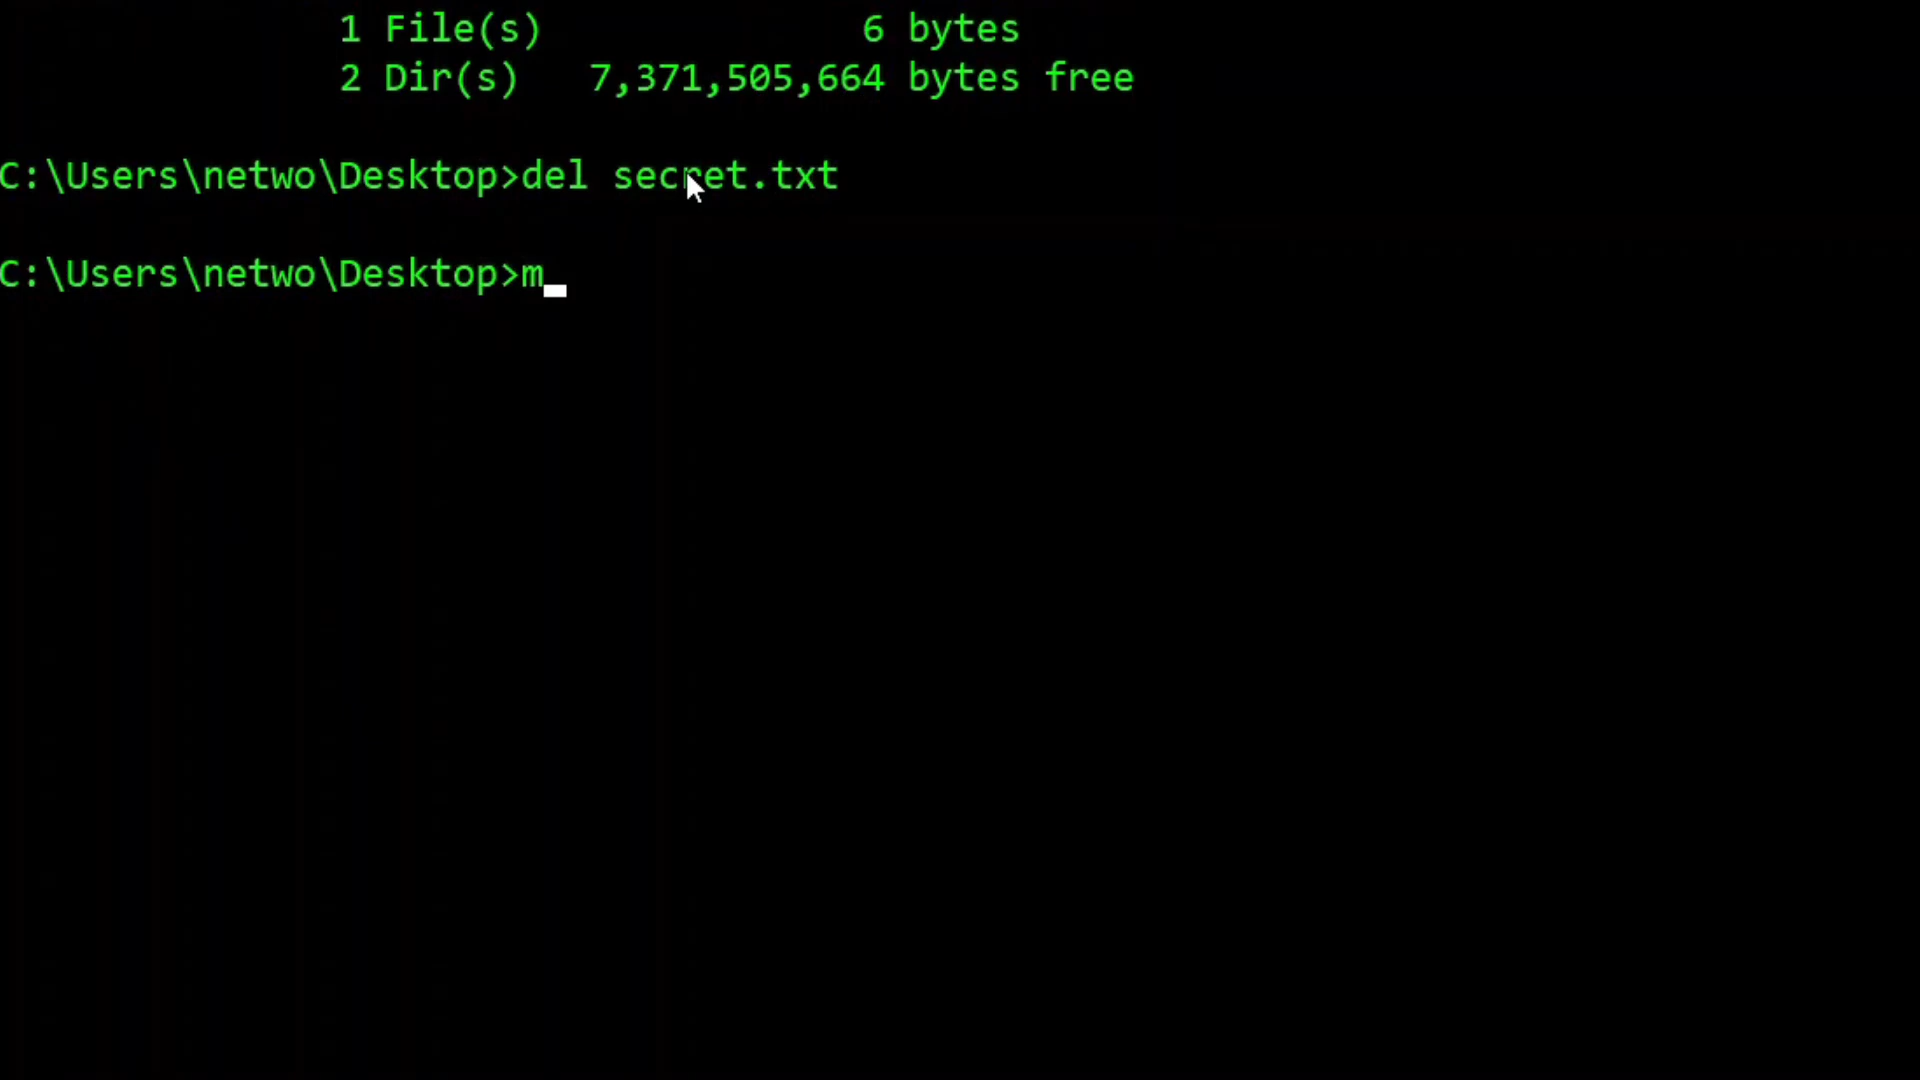 1 File(s) 6 bytes
2 Dir(s) 7,371,505,664 bytes free
C:\Users\netwo\Desktop>del secret.txt
C:\Users\netwo\Desktop>m